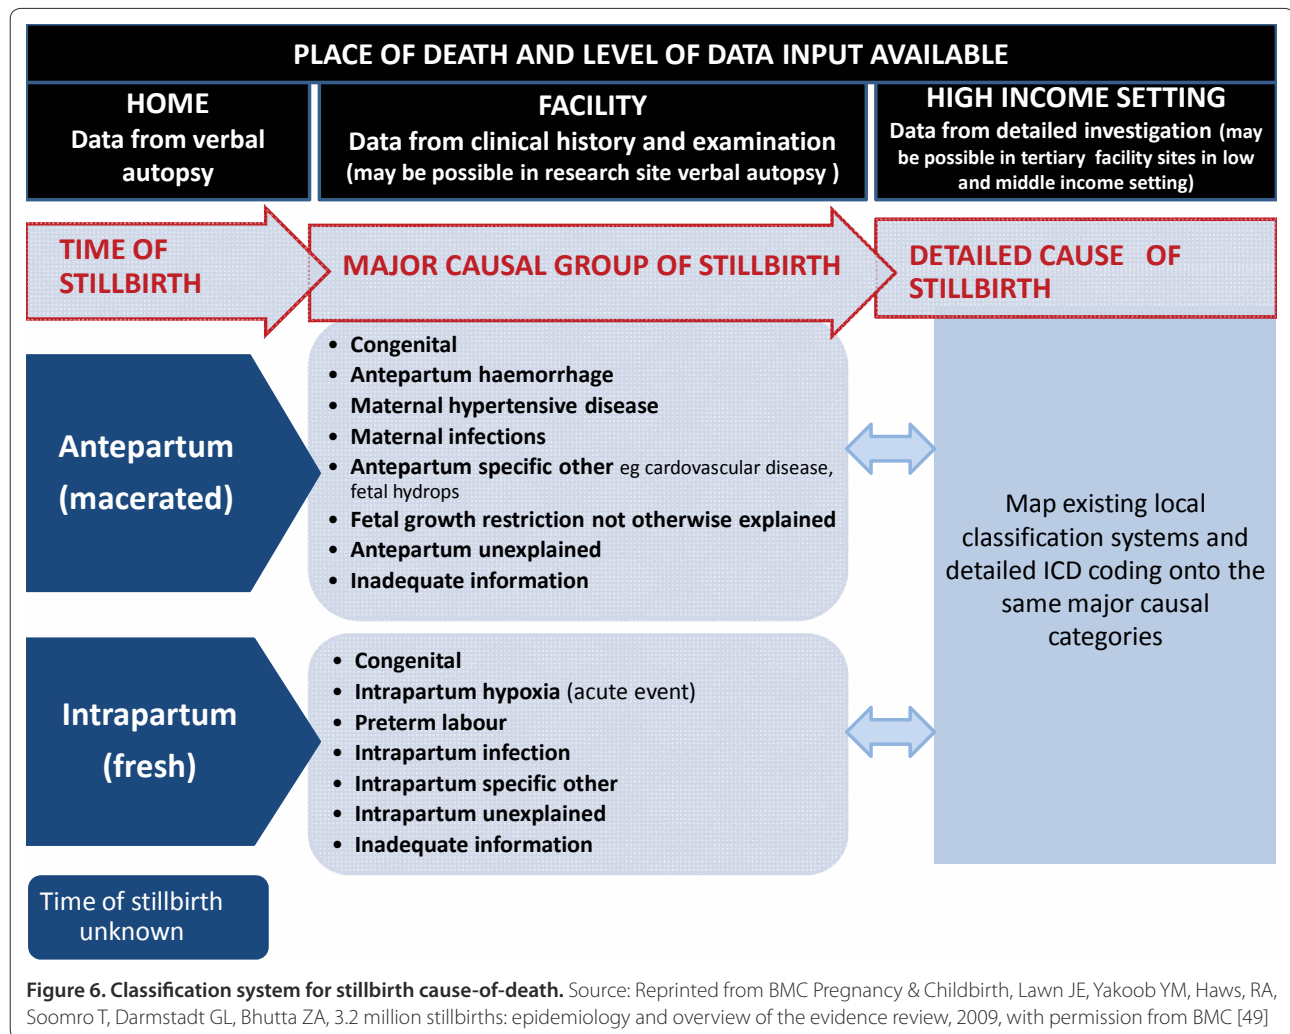 PLACE OF DEATH AND LEVEL OF DATA INPUT AVAILABLE
HOME
Data from verbal
autopsy
FACILITY
Data from clinical history and examination
(may be possible in research site verbal autopsy )
HIGH INCOME SETTING
Data from detailed investigation (may
be possible in tertiary facility sites in low
and middle income setting)
TIME OF
STILLBIRTH
MAJOR CAUSAL GROUP OF STILLBIRTH
DETAILED CAUSE OF
STILLBIRTH
Antepartum
(macerated)
• Congenital
• Antepartum haemorrhage
• Maternal hypertensive disease
• Maternal infections
• Antepartum specific other eg cardovascular disease,
fetal hydrops
• Fetal growth restriction not otherwise explained
• Antepartum unexplained
• Inadequate information
Map existing local
classification systems and
detailed ICD coding onto the
same major causal
categories
Intrapartum
(fresh)
• Congenital
• Intrapartum hypoxia (acute event)
• Preterm labour
• Intrapartum infection
• Intrapartum specific other
• Intrapartum unexplained
• Inadequate information
Time of stillbirth
unknown
Figure 6. Classification system for stillbirth cause-of-death. Source: Reprinted from BMC Pregnancy & Childbirth, Lawn JE, Yakoob YM, Haws, RA,
Soomro T, Darmstadt GL, Bhutta ZA, 3.2 million stillbirths: epidemiology and overview of the evidence review, 2009, with permission from BMC [49]